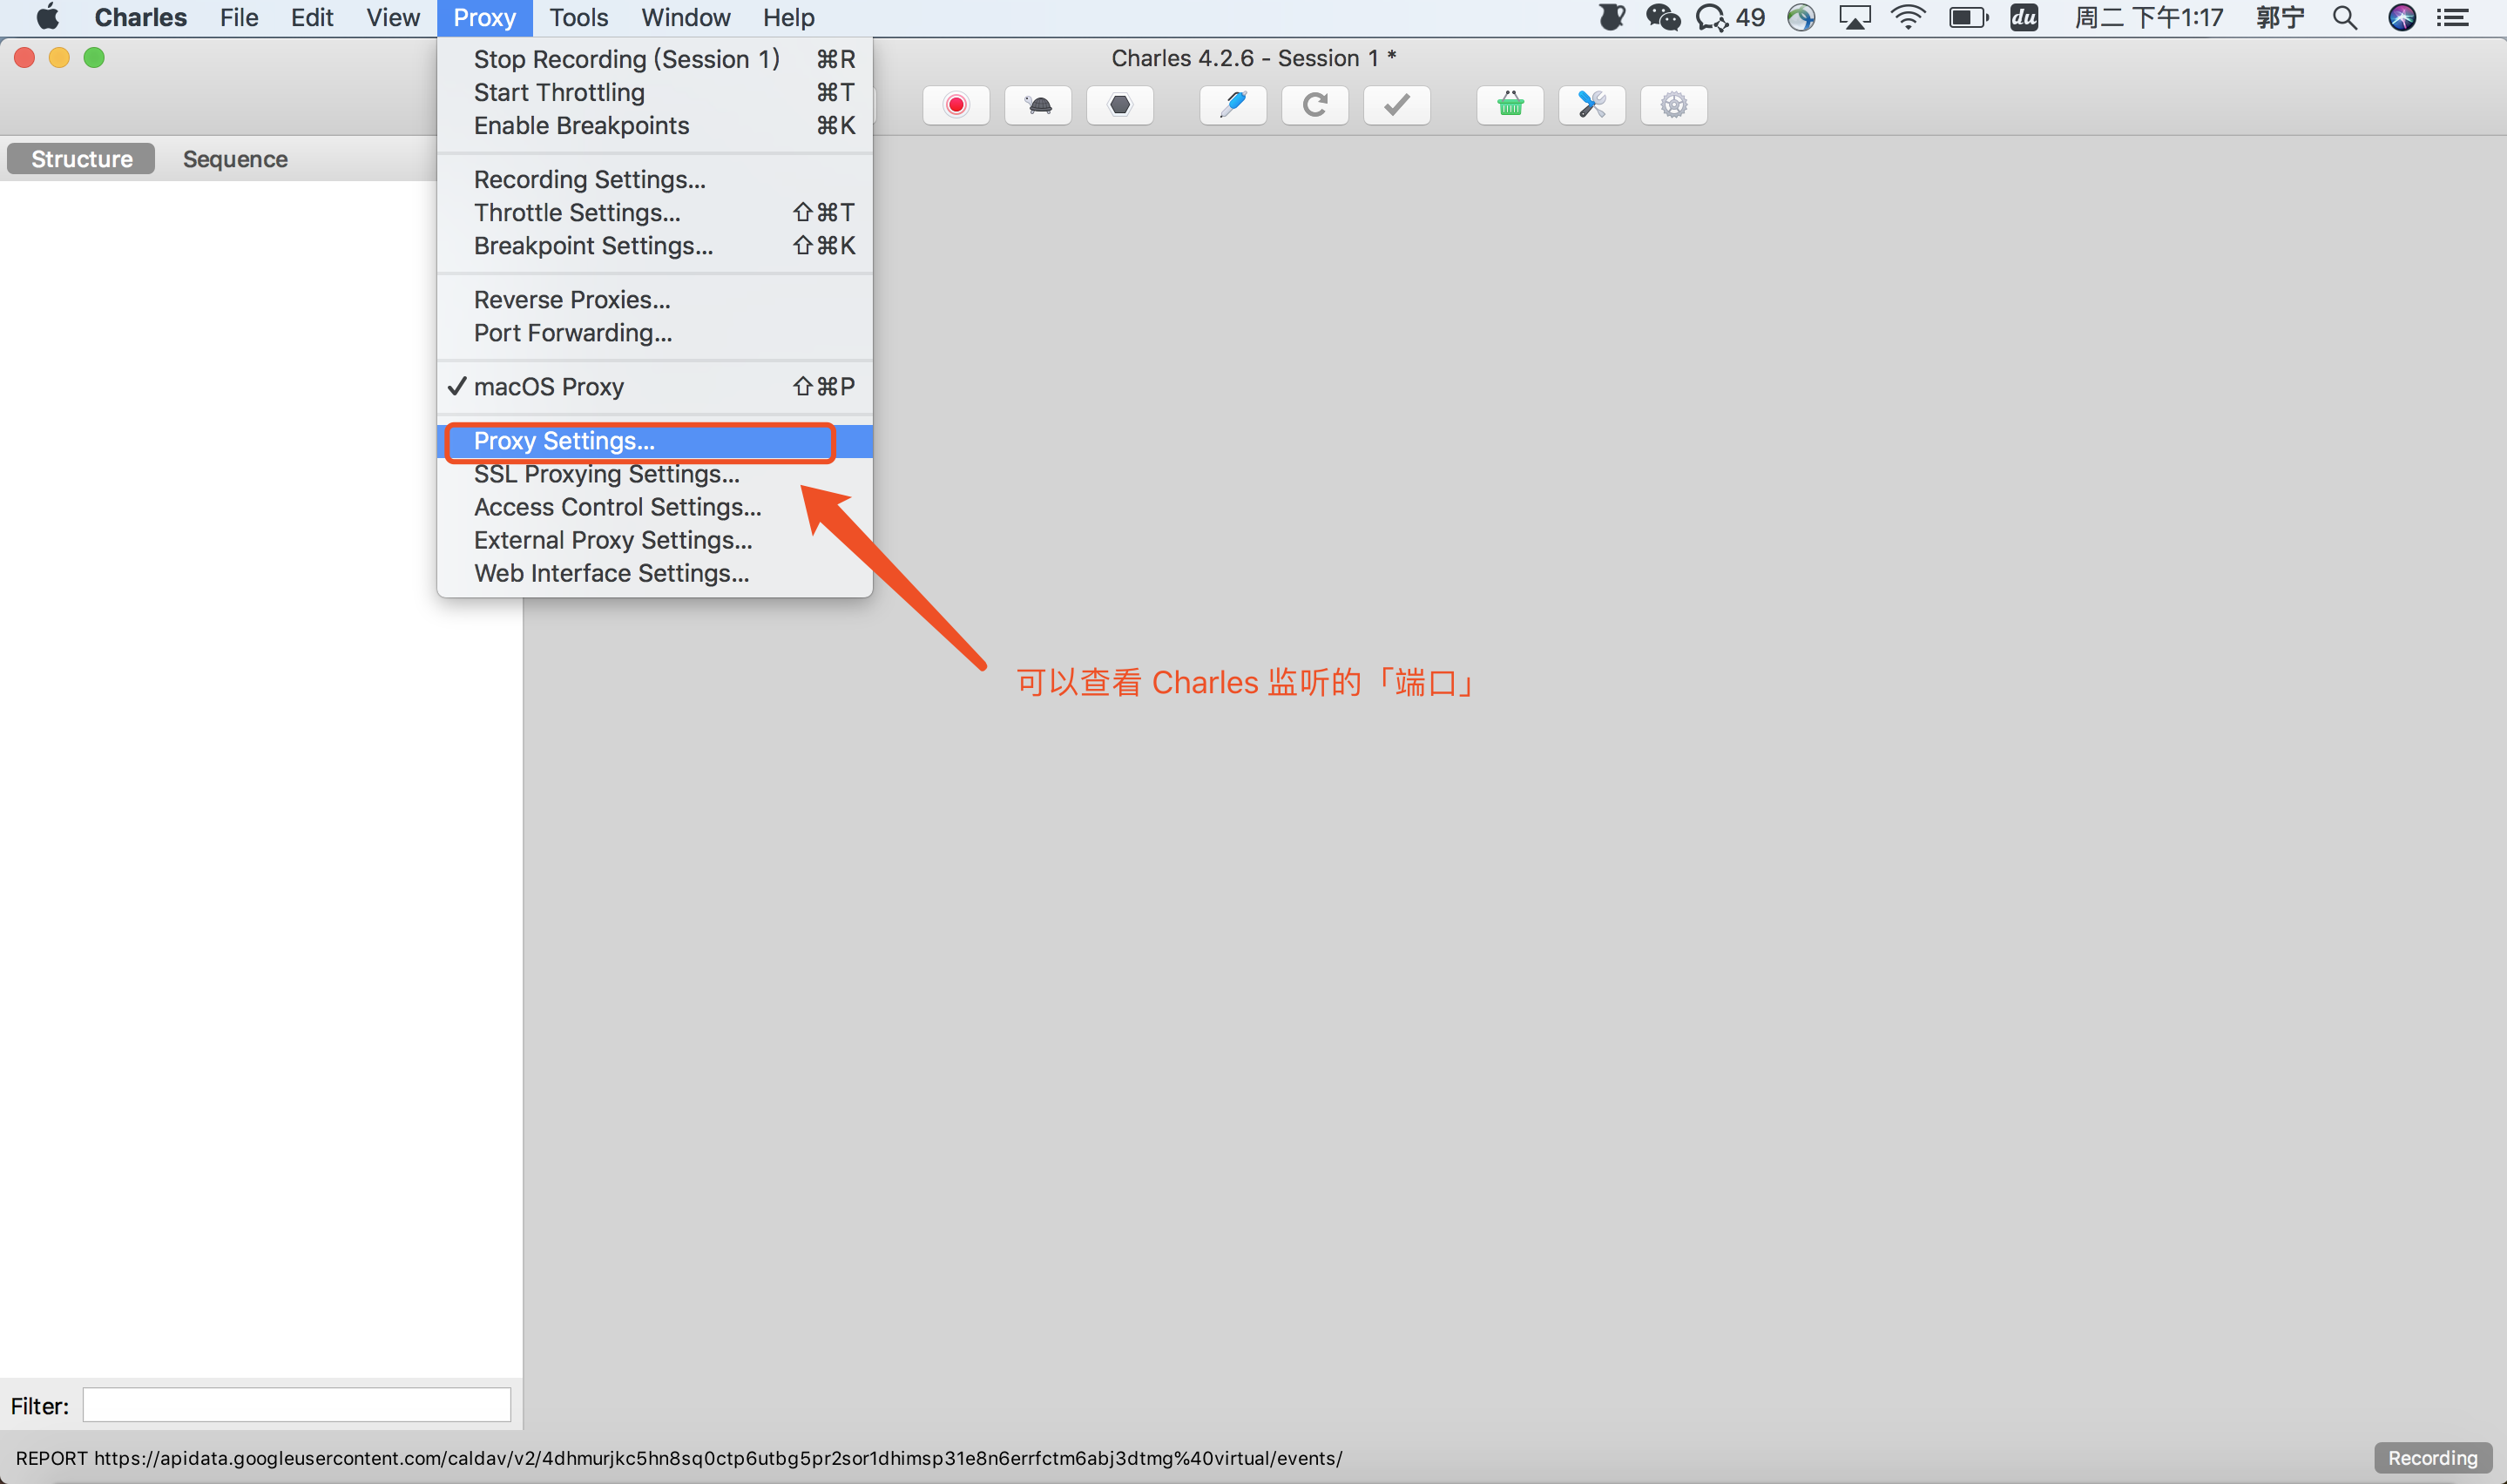 Charles File Edit View Proxy Tools Window Help 49 du 周二 下午1:17 郭宁
Charles 4.2.6 - Session 1 *
Stop Recording (Session 1) ⌘R
Start Throttling ⌘T
Enable Breakpoints ⌘K
Structure Sequence
Recording Settings...
Throttle Settings... ⇧⌘T
Breakpoint Settings... ⇧⌘K
Reverse Proxies...
Port Forwarding...
✓ macOS Proxy ⇧⌘P
Proxy Settings...
SSL Proxying Settings...
Access Control Settings...
External Proxy Settings...
Web Interface Settings...
可以查看 Charles 监听的「端口」
Filter:
REPORT https://apidata.googleusercontent.com/caldav/v2/4dhmurjkc5hn8sq0ctp6utbg5pr2sor1dhimsp31e8n6errfctm6abj3dtmg%40virtual/events/
Recording